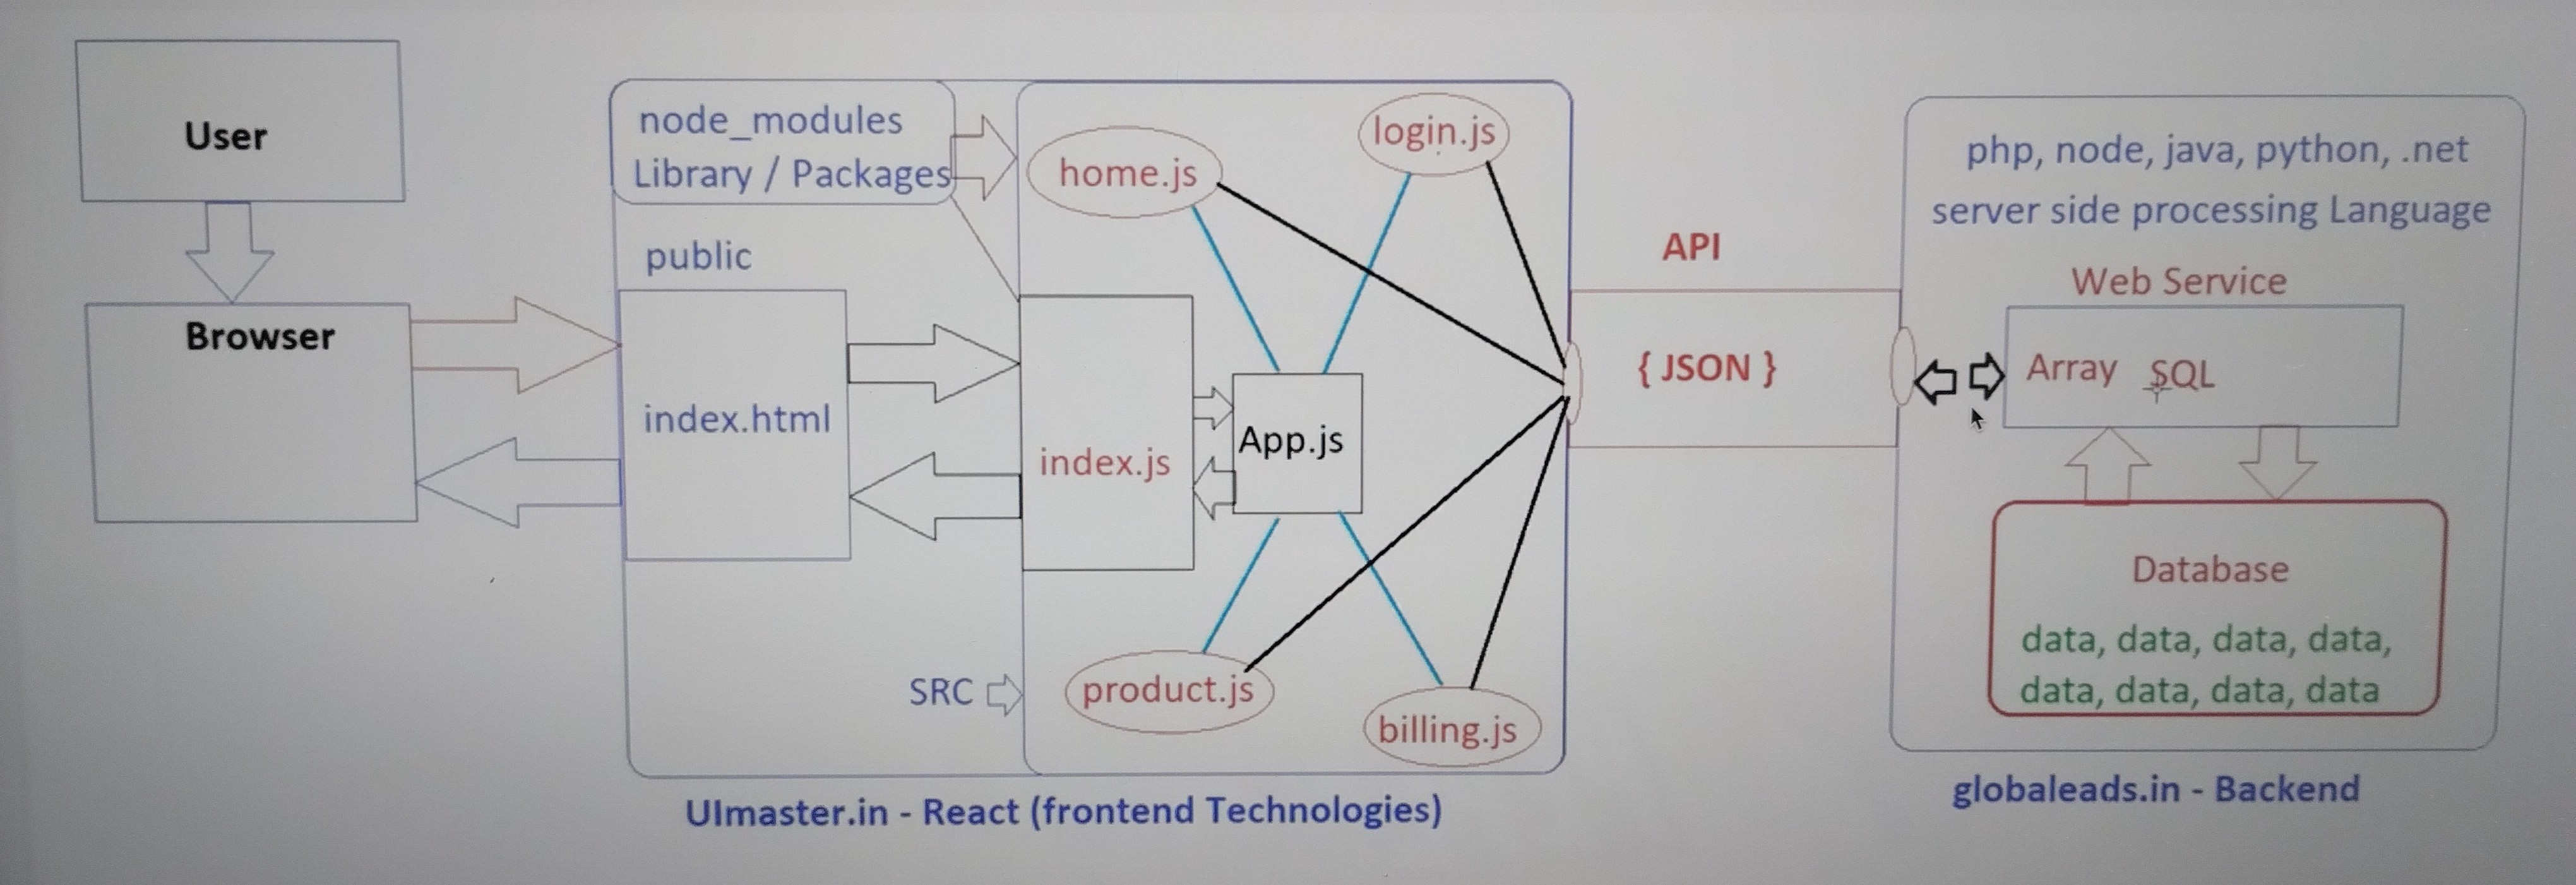 User
Browser
node_modules
Library / Packages
public
index.html
SRC
home.js
login.js
index.js
App.js
product.js
billing.js
UImaster.in - React (frontend Technologies)
API
{ JSON }
php, node, java, python, .net
server side processing Language
Web Service
Array SQL
Database
data, data, data, data,
data, data, data, data
globaleads.in - Backend